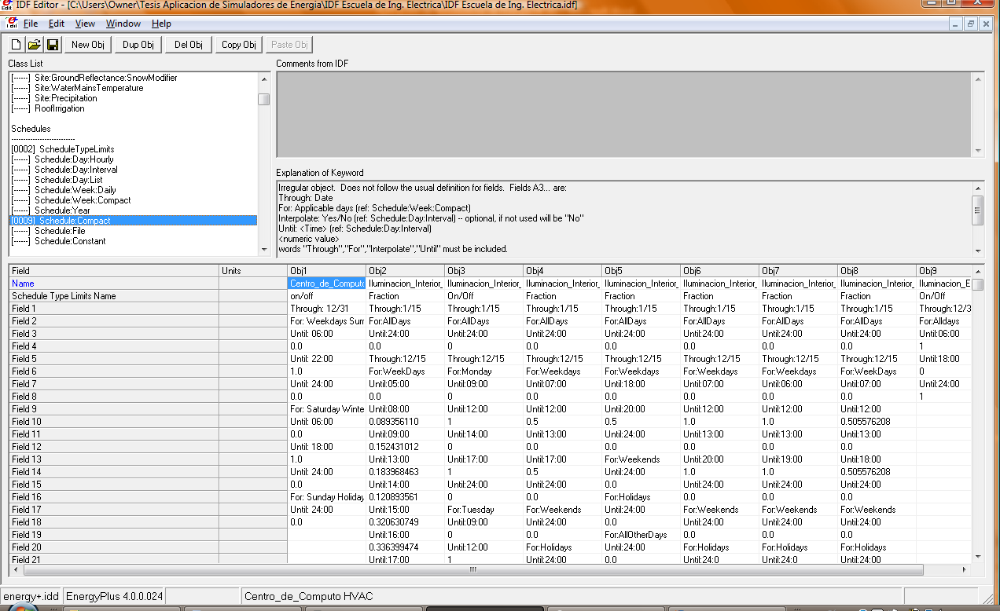 IDF Editor - [C:\Users\Owner\Tesis Aplicacion de Simuladores de Energia\IDF Escuela de Ing. Electrica\IDF Escuela de Ing. Electrica.idf]
File Edit View Window Help
New Obj Dup Obj Del Obj Copy Obj Paste Obj
Class List
[------] Site:GroundReflectance:SnowModifier
[------] Site:WaterMainsTemperature
[------] Site:Precipitation
[------] RoofIrrigation
Schedules
-------------------------
[0002] ScheduleTypeLimits
[------] Schedule:Day:Hourly
[------] Schedule:Day:Interval
[------] Schedule:Day:List
[------] Schedule:Week:Daily
[------] Schedule:Week:Compact
[------] Schedule:Year
[0009] Schedule:Compact
[------] Schedule:File
[------] Schedule:Constant
Comments from IDF
Explanation of Keyword
Irregular object. Does not follow the usual definition for fields. Fields A3... are:
Through: Date
For: Applicable days (ref: Schedule:Week:Compact)
Interpolate: Yes/No (ref: Schedule:Day:Interval) -- optional, if not used will be "No"
Until: <Time> (ref: Schedule:Day:Interval)
<numeric value>
words "Through","For","Interpolate","Until" must be included.
Field Units Obj1 Obj2 Obj3 Obj4 Obj5 Obj6 Obj7 Obj8 Obj9
Name Centro_de_Computo Iluminacion_Interior_ Iluminacion_Interior_ Iluminacion_Interior_ Iluminacion_Interior_ Iluminacion_Interior_ Iluminacion_Interior_ Iluminacion_Interior_ Iluminacion_E
Schedule Type Limits Name on/off Fraction On/Off Fraction Fraction Fraction Fraction Fraction On/Off
Field 1 Through: 12/31 Through:1/15 Through:1/15 Through:1/15 Through:1/15 Through:1/15 Through:1/15 Through:1/15 Through:12/3
Field 2 For: Weekdays Sum For:AllDays For:AllDays For:AllDays For:AllDays For:AllDays For:AllDays For:AllDays For:Alldays
Field 3 Until: 06:00 Until:24:00 Until:24:00 Until:24:00 Until:24:00 Until:24:00 Until:24:00 Until:24:00 Until:06:00
Field 4 0.0 0.0 0 0.0 0.0 0.0 0.0 0.0 1
Field 5 Until: 22:00 Through:12/15 Through:12/15 Through:12/15 Through:12/15 Through:12/15 Through:12/15 Through:12/15 Until:18:00
Field 6 1.0 For:WeekDays For:Monday For:Weekdays For:Weekdays For:Weekdays For:Weekdays For:Weekdays 0
Field 7 Until: 24:00 Until:05:00 Until:09:00 Until:07:00 Until:18:00 Until:07:00 Until:06:00 Until:07:00 Until:24:00
Field 8 0.0 0.0 0 0.0 0.0 0.0 0.0 0.0 1
Field 9 For: Saturday Winte Until:08:00 Until:12:00 Until:12:00 Until:20:00 Until:12:00 Until:12:00 Until:12:00
Field 10 Until: 06:00 0.089356110 1 0.5 0.5 1.0 1.0 0.505576208
Field 11 0.0 Until:09:00 Until:14:00 Until:13:00 Until:24:00 Until:13:00 Until:13:00 Until:13:00
Field 12 Until: 18:00 0.152431012 0 0.0 0.0 0.0 0.0 0.0
Field 13 1.0 Until:13:00 Until:17:00 Until:17:00 For:Weekends Until:20:00 Until:19:00 Until:18:00
Field 14 Until: 24:00 0.183968463 1 0.5 Until:24:00 1.0 1.0 0.505576208
Field 15 0.0 Until:14:00 Until:24:00 Until:24:00 0.0 Until:24:00 Until:24:00 Until:24:00
Field 16 For: Sunday Holiday 0.120893561 0 0.0 For:Holidays 0.0 0.0 0.0
Field 17 Until: 24:00 Until:15:00 For:Tuesday For:Weekends Until:24:00 For:Weekends For:Weekends For:Weekends
Field 18 0.0 0.320630749 Until:09:00 Until:24:00 0.0 Until:24:00 Until:24:00 Until:24:00
Field 19 Until:16:00 0 0.0 For:AllOtherDays 0.0 0.0 0.0
Field 20 0.336399474 Until:12:00 For:Holidays Until:24:00 For:Holidays For:Holidays For:Holidays
Field 21 Until:17:00 1 Until:24:00 0.0 Until:24:0 Until:24:0 Until:24:00
energy+.idd EnergyPlus 4.0.0.024 Centro_de_Computo HVAC